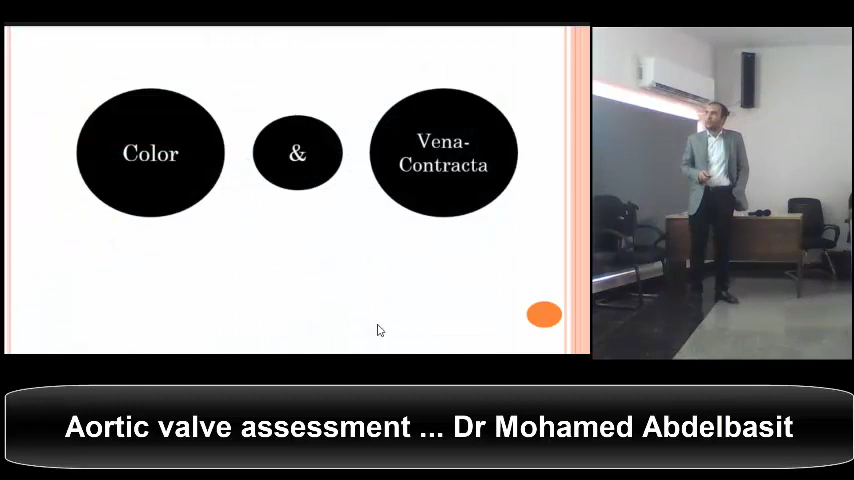 Color
&
Vena-
Contracta
Aortic valve assessment ... Dr Mohamed Abdelbasit